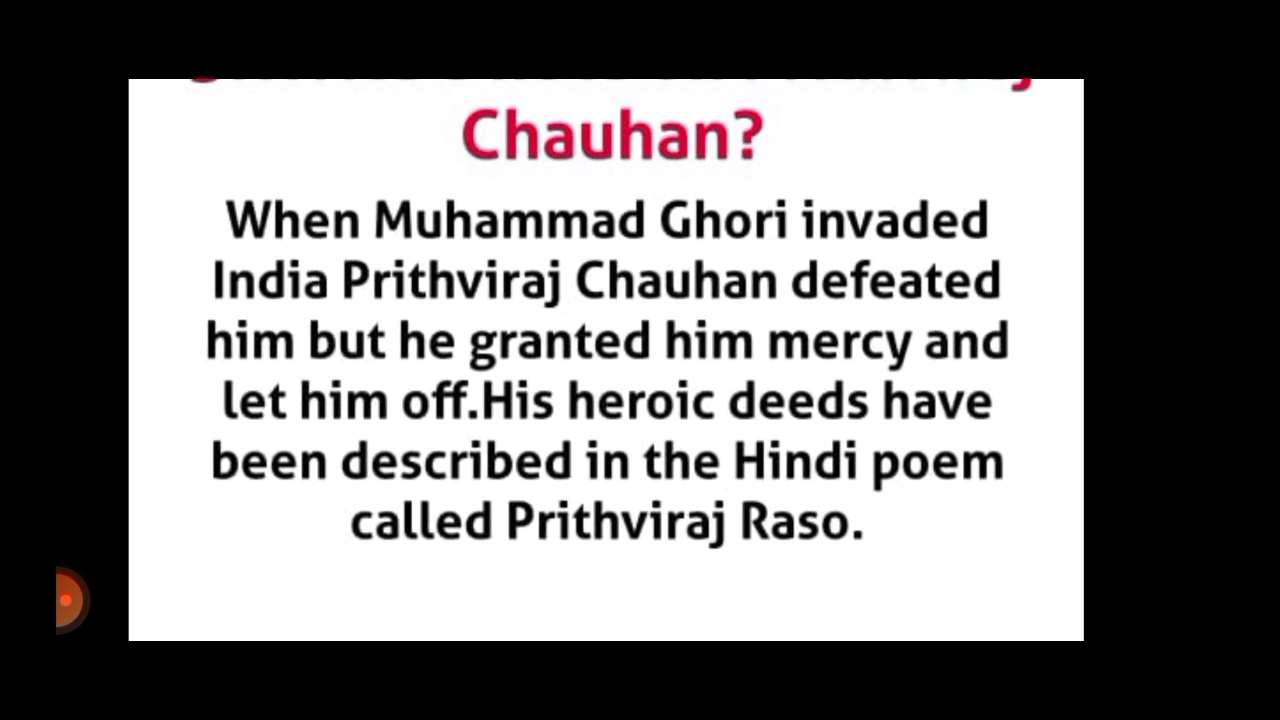 Chauhan?
When Muhammad Ghori invaded
India Prithviraj Chauhan defeated
him but he granted him mercy and
let him off.His heroic deeds have
been described in the Hindi poem
called Prithviraj Raso.